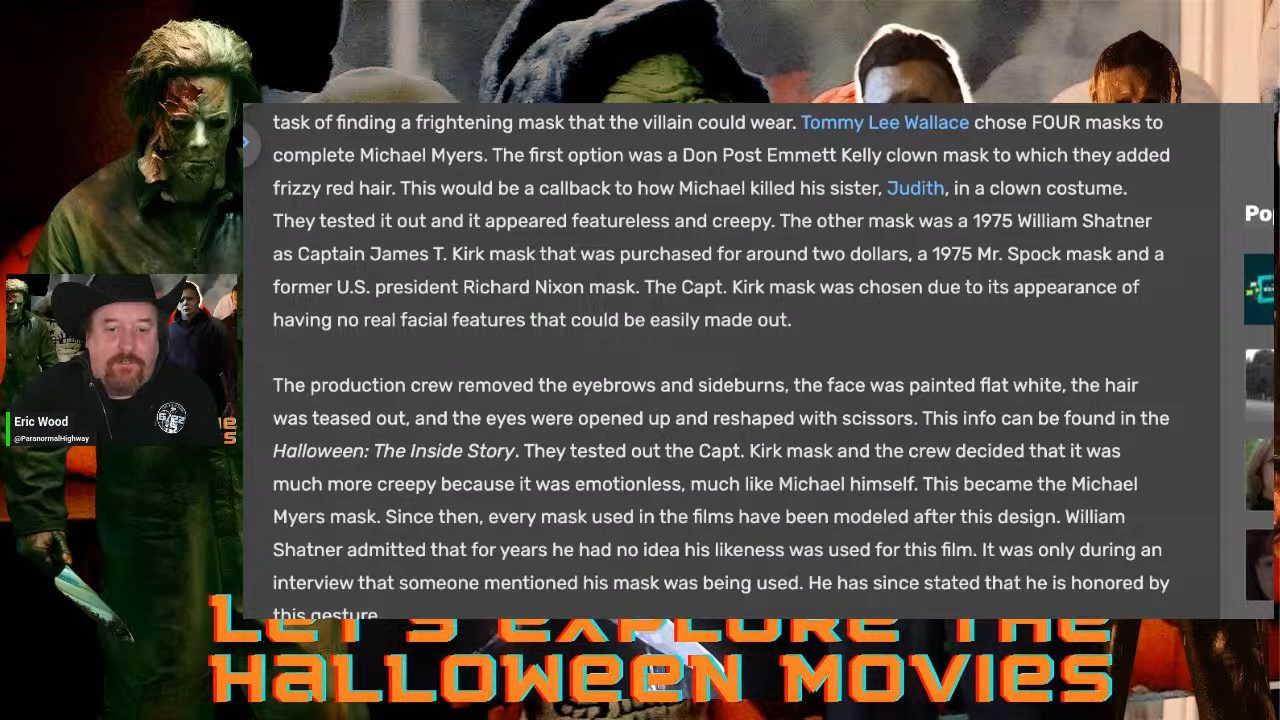 task of finding a frightening mask that the villain could wear. Tommy Lee Wallace chose FOUR masks to
complete Michael Myers. The first option was a Don Post Emmett Kelly clown mask to which they added
frizzy red hair. This would be a callback to how Michael killed his sister, Judith, in a clown costume.
They tested it out and it appeared featureless and creepy. The other mask was a 1975 William Shatner
as Captain James T. Kirk mask that was purchased for around two dollars, a 1975 Mr. Spock mask and a
former U.S. president Richard Nixon mask. The Capt. Kirk mask was chosen due to its appearance of
having no real facial features that could be easily made out.
The production crew removed the eyebrows and sideburns, the face was painted flat white, the hair
was teased out, and the eyes were opened up and reshaped with scissors. This info can be found in the
Halloween: The Inside Story. They tested out the Capt. Kirk mask and the crew decided that it was
much more creepy because it was emotionless, much like Michael himself. This became the Michael
Myers mask. Since then, every mask used in the films have been modeled after this design. William
Shatner admitted that for years he had no idea his likeness was used for this film. It was only during an
interview that someone mentioned his mask was being used. He has since stated that he is honored by
this gesture
Po
Eric Wood
@ParanormalHighway
LET'S EXPLORE THE
HALLOWEEN MOVIES